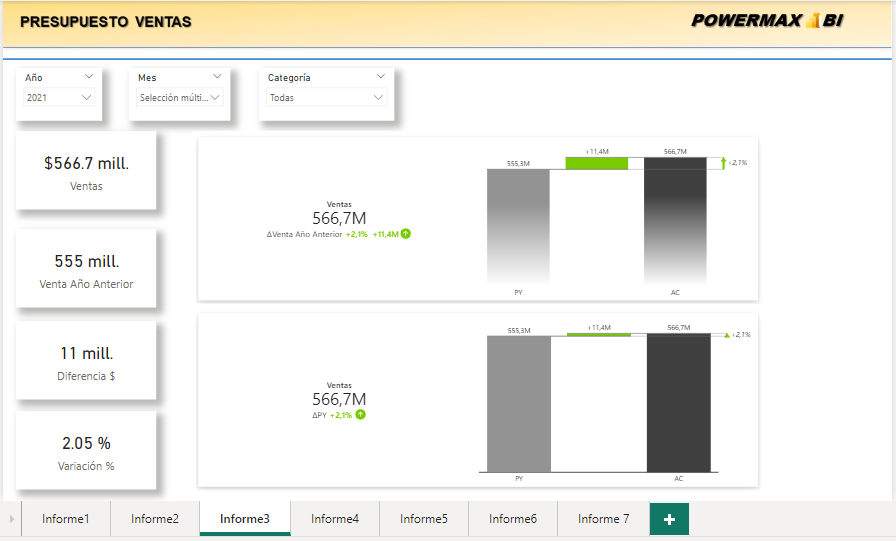 PRESUPUESTO VENTAS
POWERMAX BI
Año
2021
Mes
Selección múlti...
Categoría
Todas
$566.7 mill.
Ventas
555 mill.
Venta Año Anterior
11 mill.
Diferencia $
2.05 %
Variación %
Ventas
566,7M
ΔVenta Año Anterior +2,1% +11,4M
555,3M
+11,4M
566,7M
+2,1%
PY
AC
Ventas
566,7M
ΔPY +2,1%
555,3M
+11,4M
566,7M
+2,1%
PY
AC
Informe1
Informe2
Informe3
Informe4
Informe5
Informe6
Informe 7
+